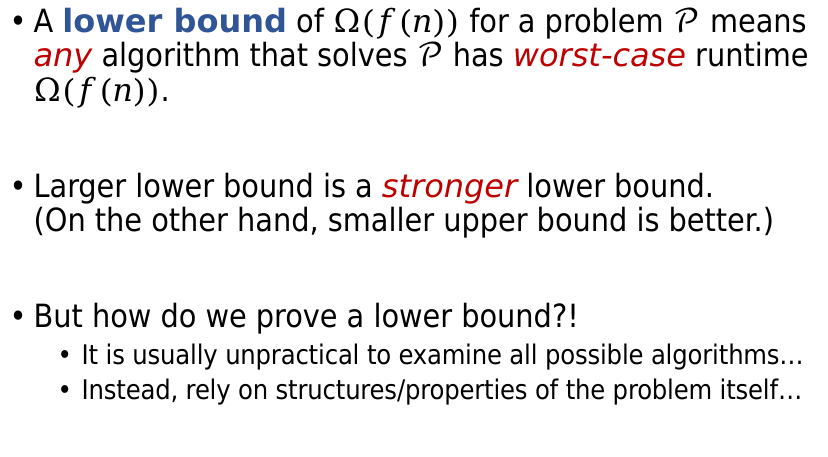 • A lower bound of Ω(f(n)) for a problem 𝒫 means
any algorithm that solves 𝒫 has worst-case runtime
Ω(f(n)).
• Larger lower bound is a stronger lower bound.
(On the other hand, smaller upper bound is better.)
• But how do we prove a lower bound?!
• It is usually unpractical to examine all possible algorithms…
• Instead, rely on structures/properties of the problem itself…